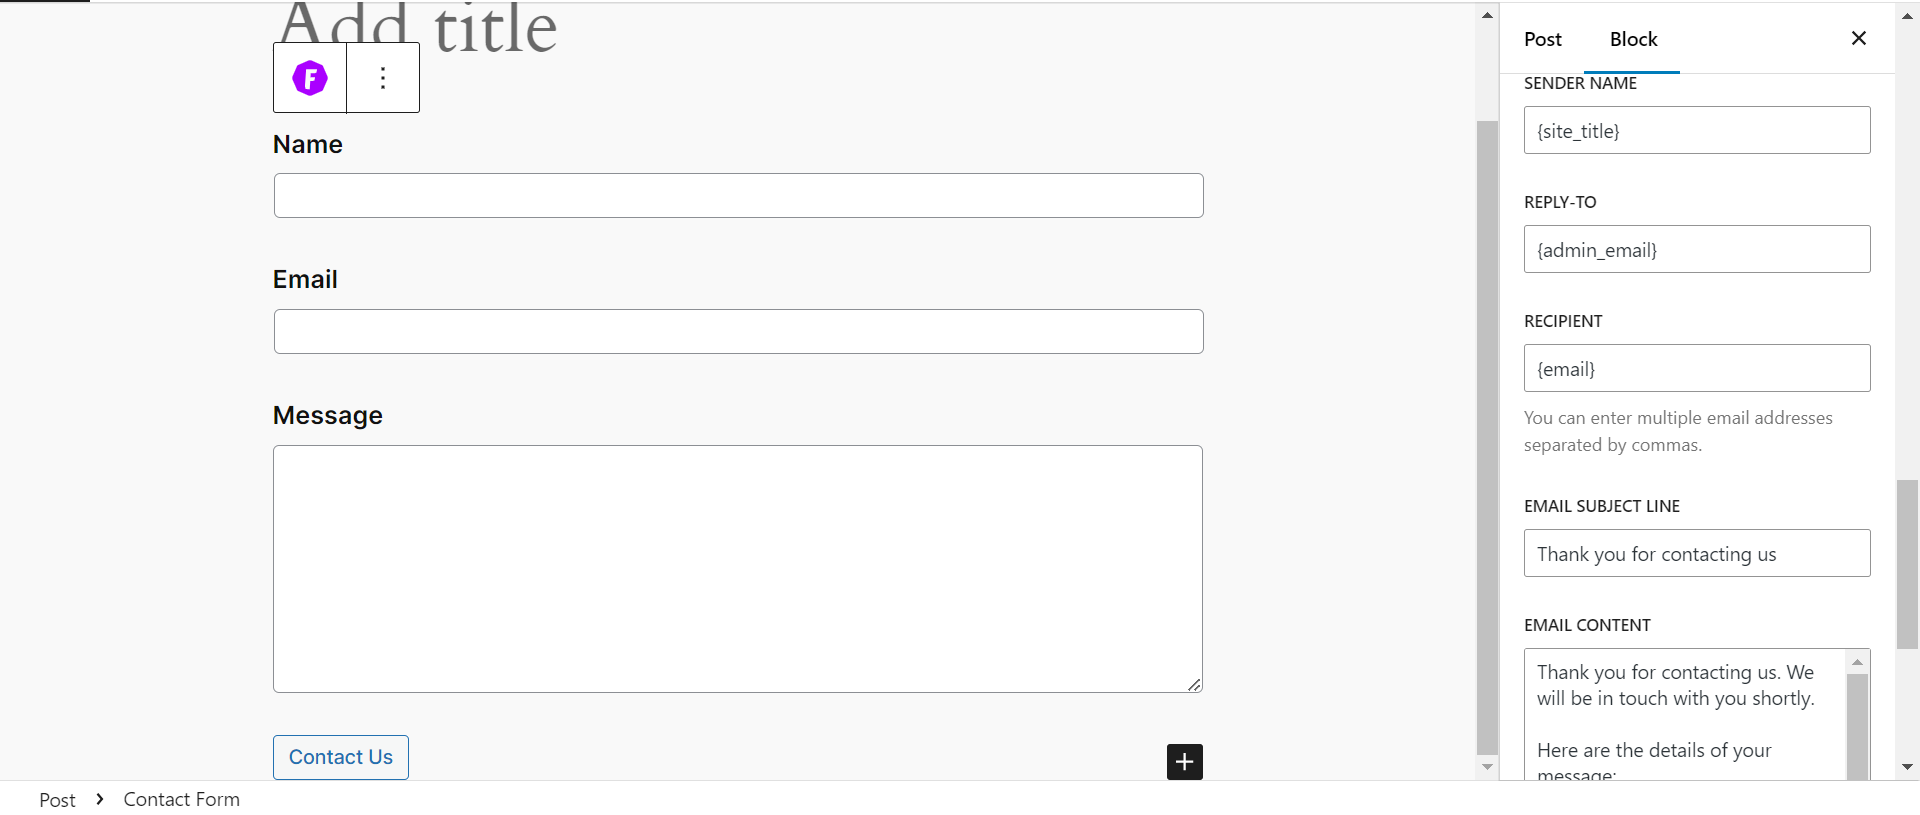 Add title
F
Name
Email
Message
Contact Us
Post
Block
SENDER NAME
{site_title}
REPLY-TO
{admin_email}
RECIPIENT
{email}
You can enter multiple email addresses
separated by commas.
EMAIL SUBJECT LINE
Thank you for contacting us
EMAIL CONTENT
Thank you for contacting us. We
will be in touch with you shortly.
Here are the details of your
message:
Post
Contact Form